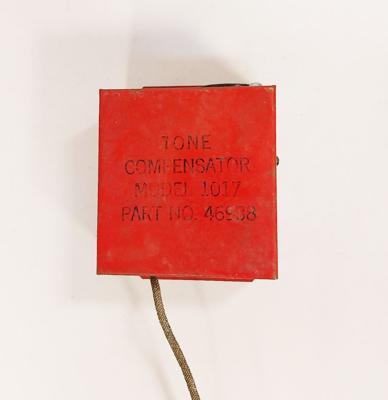 TONE
COMPENSATOR
MODEL 1017
PART NO. 46938